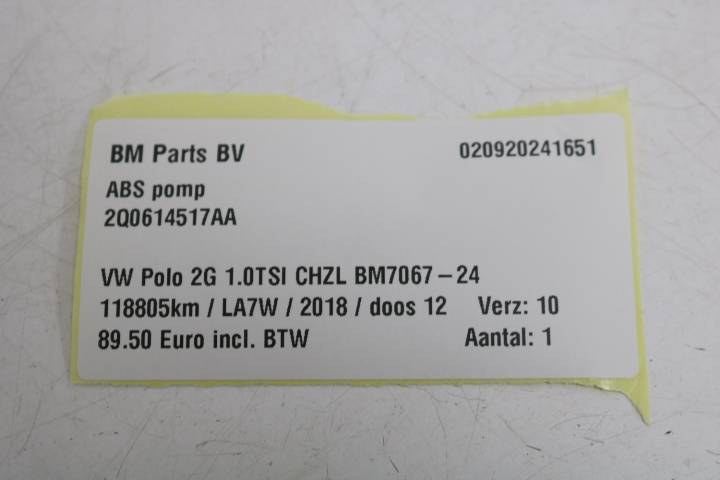 BM Parts BV 020920241651
ABS pomp
2Q0614517AA
VW Polo 2G 1.0TSI CHZL BM7067-24
118805km / LA7W / 2018 / doos 12 Verz: 10
89.50 Euro incl. BTW Aantal: 1